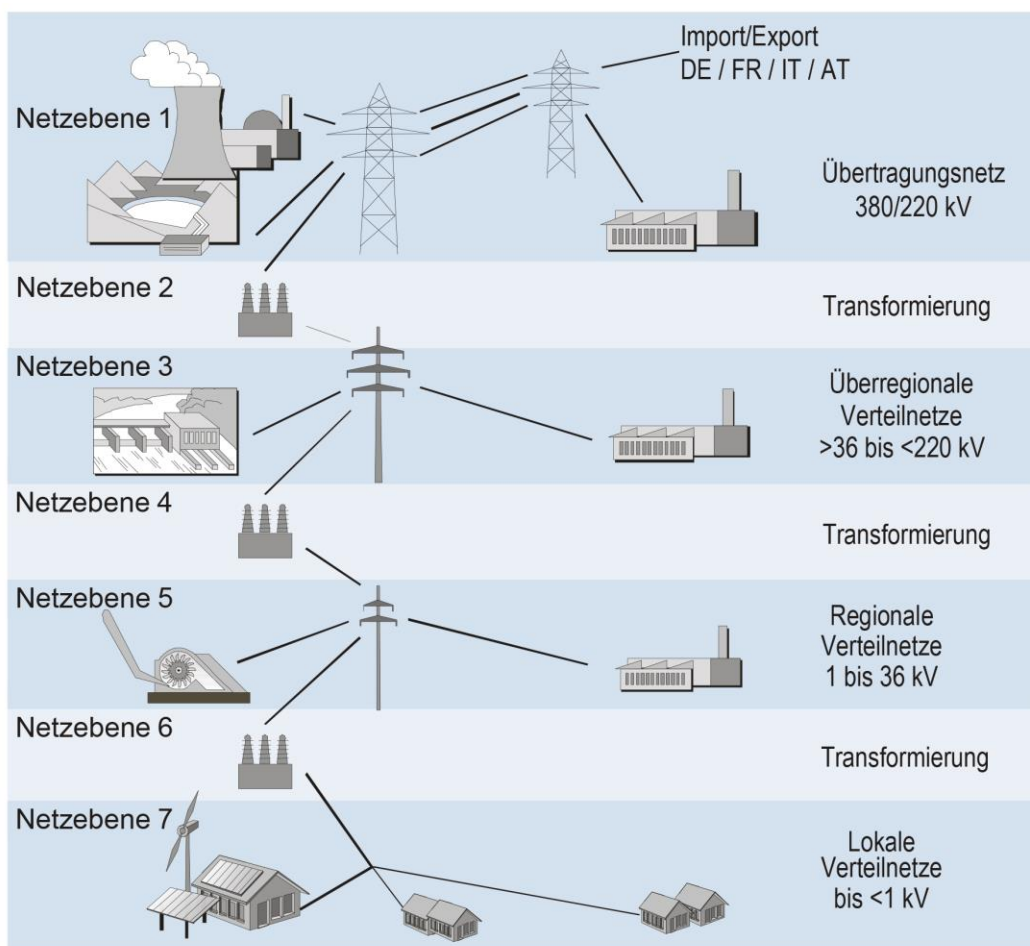 Import/Export
DE / FR / IT / AT
Netzebene 1
Übertragungsnetz
380/220 kV
Netzebene 2
Transformierung
Netzebene 3
Überregionale
Verteilnetze
>36 bis <220 kV
Netzebene 4
Transformierung
Netzebene 5
Regionale
Verteilnetze
1 bis 36 kV
Netzebene 6
Transformierung
Netzebene 7
Lokale
Verteilnetze
bis <1 kV